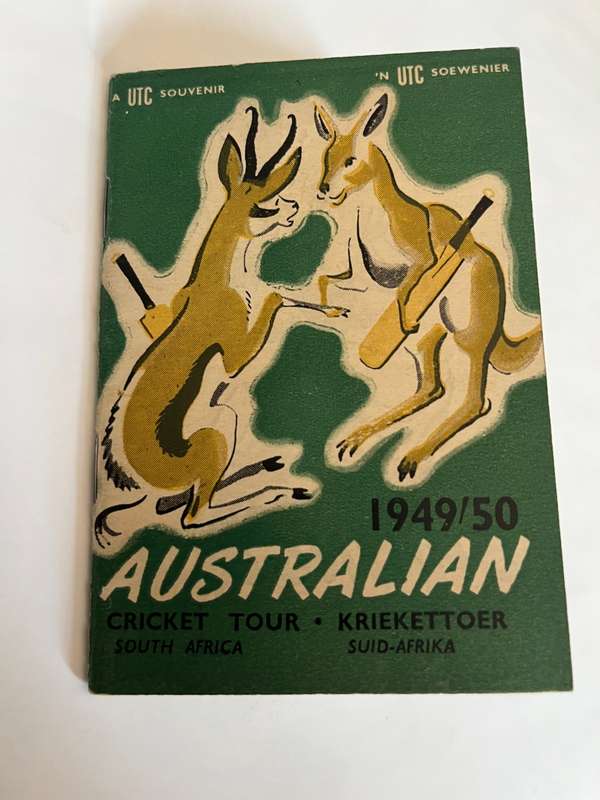 A UTC SOUVENIR
'N UTC SOEWENIER
1949/50
AUSTRALIAN
CRICKET TOUR • KRIEKETTOER
SOUTH AFRICA SUID-AFRIKA